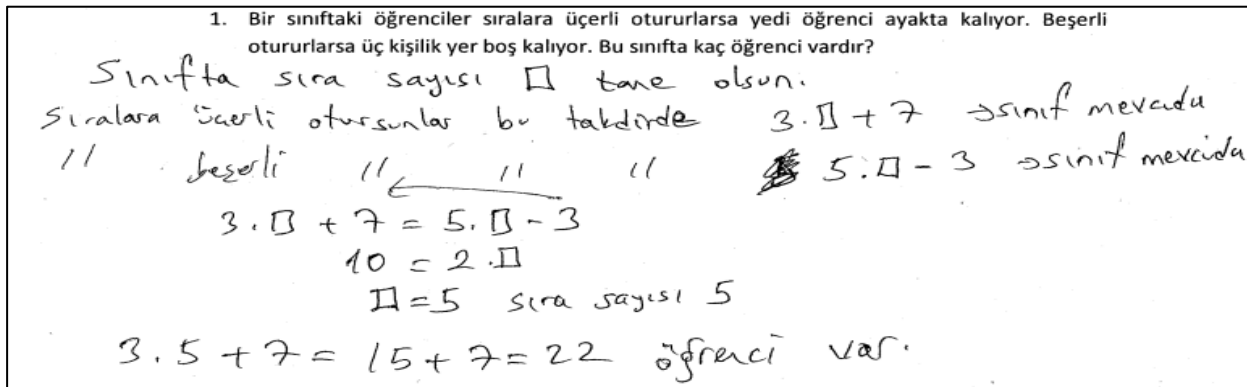 1. Bir sınıftaki öğrenciler sıralara üçerli otururlarsa yedi öğrenci ayakta kalıyor. Beşerli
otururlarsa üç kişilik yer boş kalıyor. Bu sınıfta kaç öğrenci vardır?
Sınıfta sıra sayısı □ tane olsun.
Sıralara üçerli otursunlar bu takdirde 3.□ + 7 → sınıf mevcudu
// beşerli // // // 5.□ - 3 → sınıf mevcudu
3.□ + 7 = 5.□ - 3
10 = 2.□
□ = 5 sıra sayısı 5
3.5 + 7 = 15 + 7 = 22 öğrenci var.